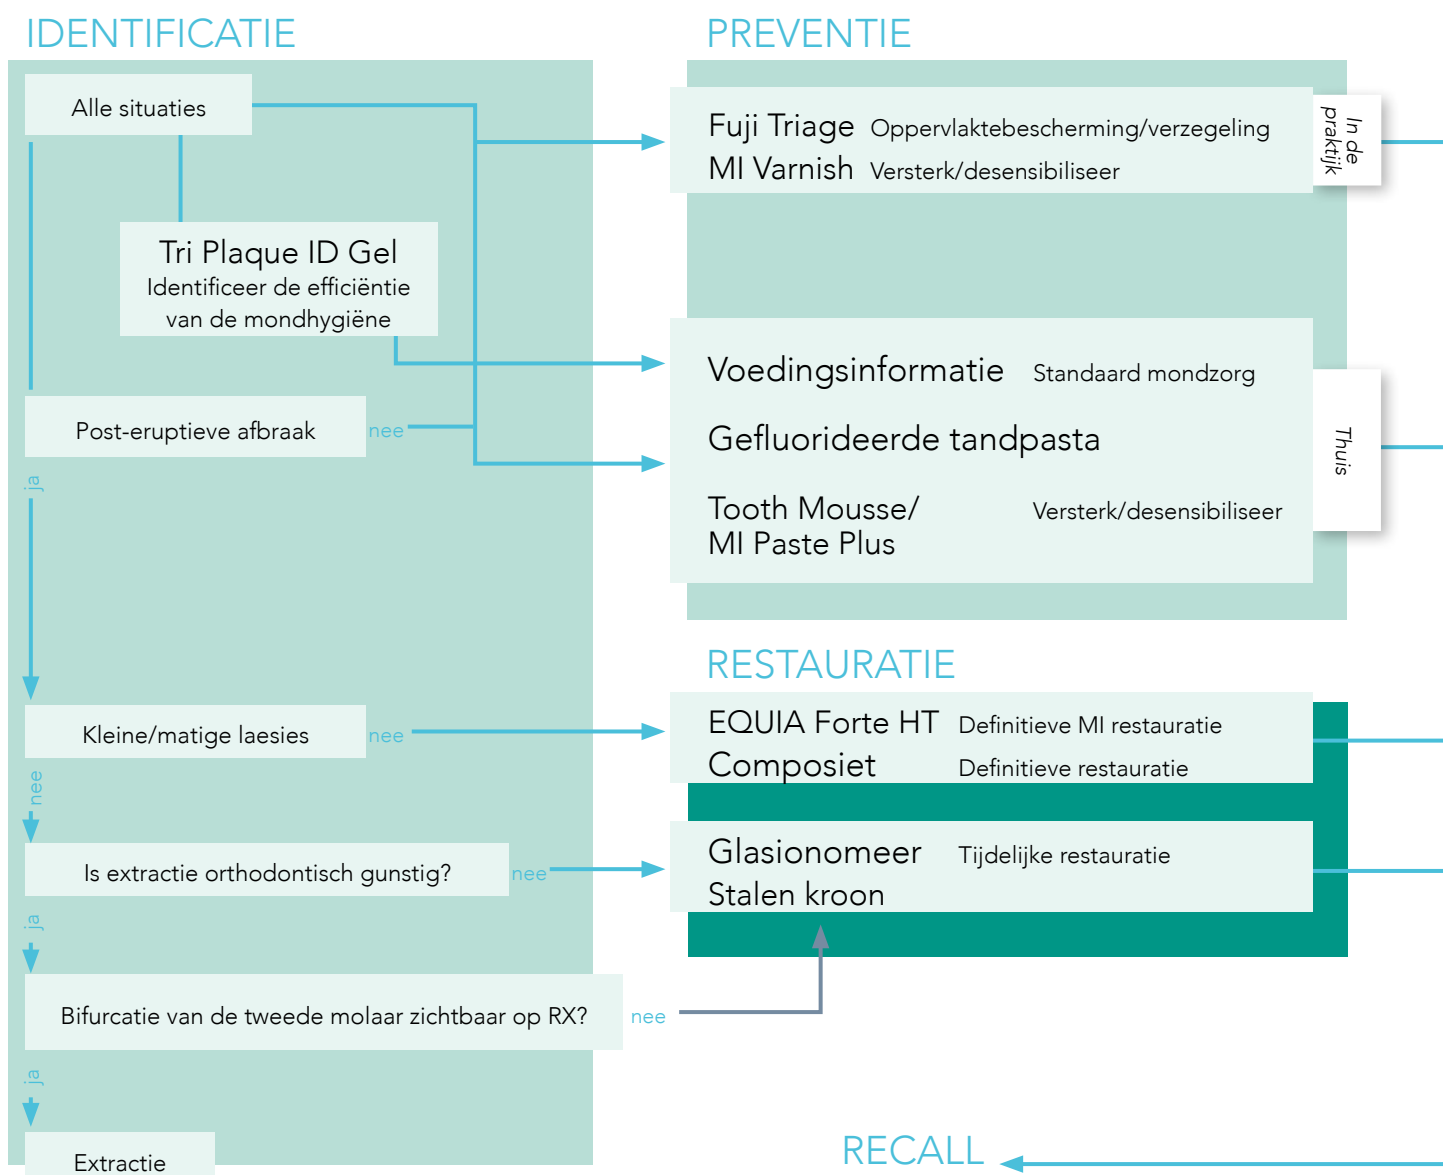 IDENTIFICATIE
Alle situaties
Tri Plaque ID Gel
Identificeer de efficiëntie
van de mondhygiëne
Post-eruptieve afbraak
nee
ja
Kleine/matige laesies
nee
nee
Is extractie orthodontisch gunstig?
nee
ja
Bifurcatie van de tweede molaar zichtbaar op RX?
nee
ja
Extractie
PREVENTIE
Fuji Triage Oppervlaktebescherming/verzegeling
MI Varnish Versterk/desensibiliseer
In de
praktijk
Voedingsinformatie Standaard mondzorg
Gefluorideerde tandpasta
Tooth Mousse/ Versterk/desensibiliseer
MI Paste Plus
Thuis
RESTAURATIE
EQUIA Forte HT Definitieve MI restauratie
Composiet Definitieve restauratie
Glasionomeer Tijdelijke restauratie
Stalen kroon
RECALL